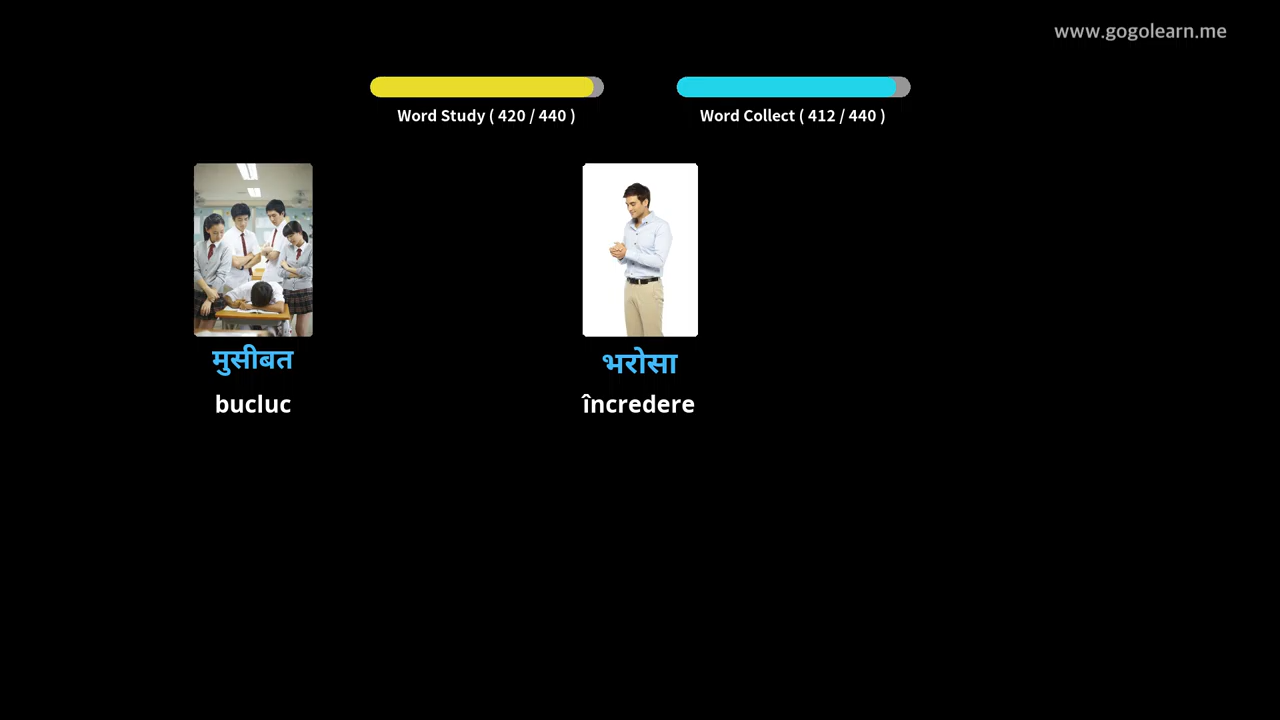 www.gogolearn.me
Word Study ( 420 / 440 )
Word Collect ( 412 / 440 )
मुसीबत
भरोसा
bucluc
încredere